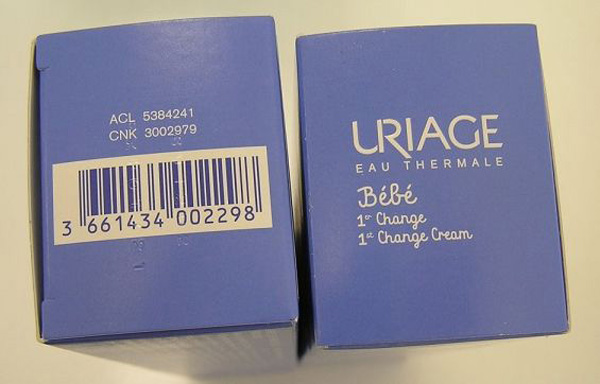 ACL 5384241
CNK 3002979
3 661434 002298
URIAGE
EAU THERMALE
Bébé
1er Change
1st Change Cream